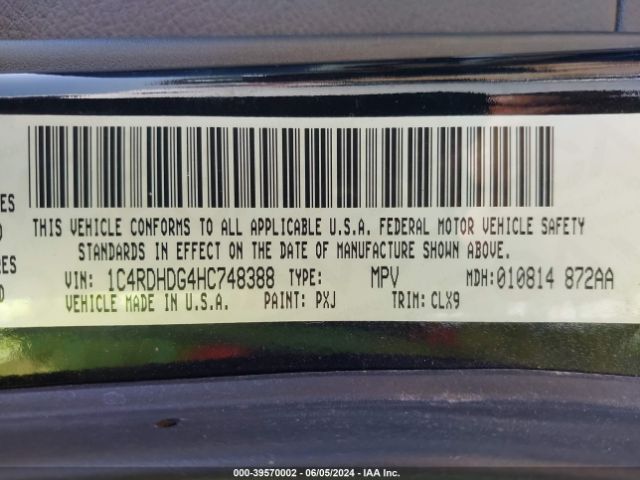 ES
THIS VEHICLE CONFORMS TO ALL APPLICABLE U.S.A. FEDERAL MOTOR VEHICLE SAFETY
STANDARDS IN EFFECT ON THE DATE OF MANUFACTURE SHOWN ABOVE.
RES
VIN: 1C4RDHDG4HC748388 TYPE: MPV MDH:010814 872AA
VEHICLE MADE IN U.S.A. PAINT: PXJ TRIM: CLX9
000-39570002 - 06/05/2024 - IAA